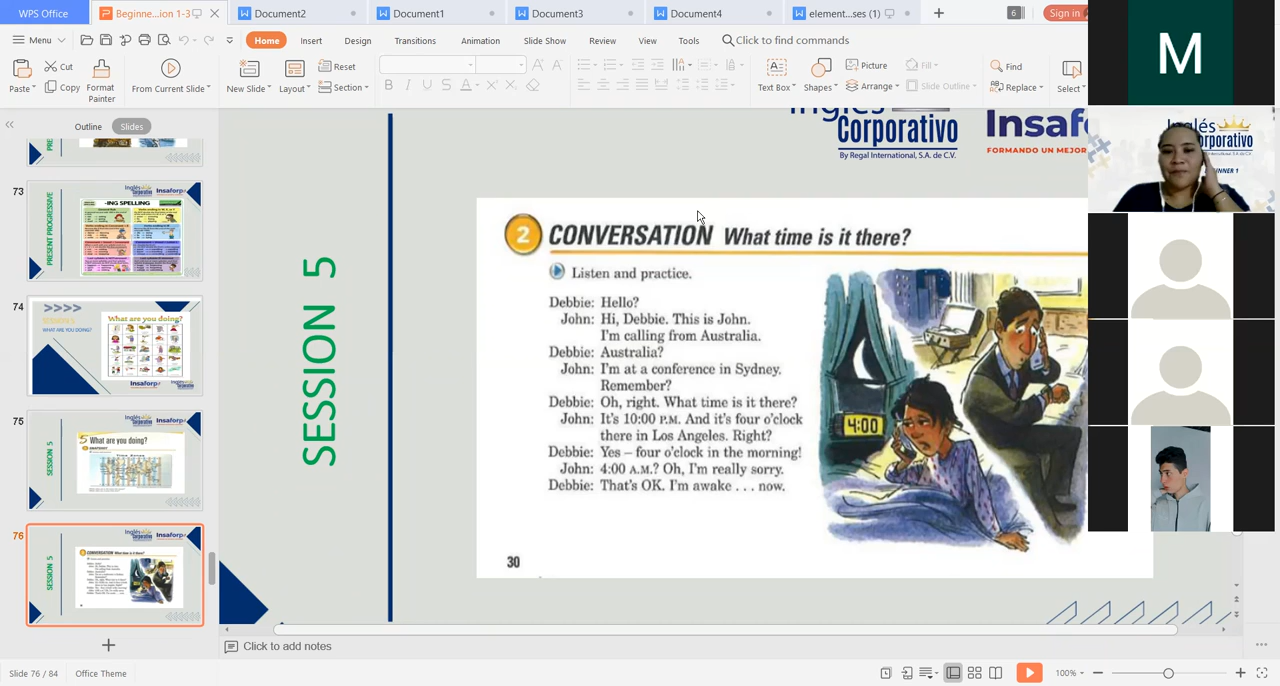 WPS Office
Beginne...ion 1-3
Document2
Document1
Document3
Document4
element...ses (1)
6
Sign in
Menu
Home
Insert
Design
Transitions
Animation
Slide Show
Review
View
Tools
Click to find commands
Paste
Cut
Copy
Format
Painter
From Current Slide
New Slide
Layout
Reset
Section
Text Box
Shapes
Picture
Arrange
Fill
Slide Outline
Find
Replace
Select
Outline
Slides
73
PRESENT PROGRESSIVE
-ING SPELLING
74
What are you doing?
WHAT ARE YOU DOING?
75
SESSION 5
5 What are you doing?
76
SESSION 5
SESSION 5
Inglés
Corporativo
By Regal International, S.A. de C.V.
Insaf
FORMANDO UN MEJOR
2 CONVERSATION What time is it there?
Listen and practice.
Debbie: Hello?
John: Hi, Debbie. This is John.
I'm calling from Australia.
Debbie: Australia?
John: I'm at a conference in Sydney.
Remember?
Debbie: Oh, right. What time is it there?
John: It's 10:00 P.M. And it's four o'clock
there in Los Angeles. Right?
Debbie: Yes – four o'clock in the morning!
John: 4:00 A.M.? Oh, I'm really sorry.
Debbie: That's OK. I'm awake . . . now.
4:00
30
M
Inglés
orporativo
NNER 1
Click to add notes
Slide 76 / 84
Office Theme
100%